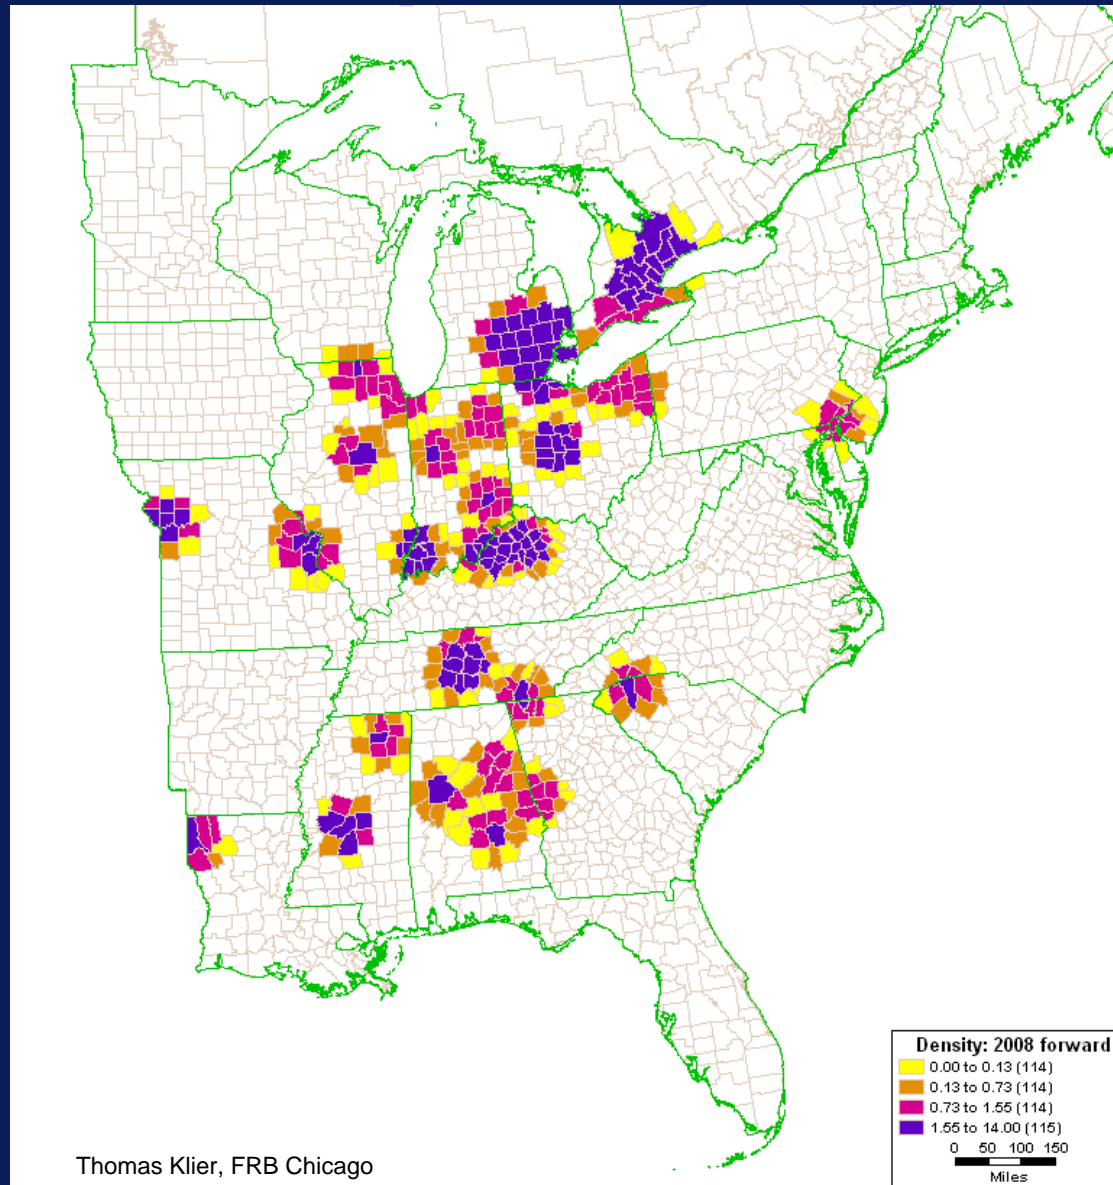 Density: 2008 forward
0.00 to 0.13 (114)
0.13 to 0.73 (114)
0.73 to 1.55 (114)
1.55 to 14.00 (115)
0 50 100 150
Miles
Thomas Klier, FRB Chicago